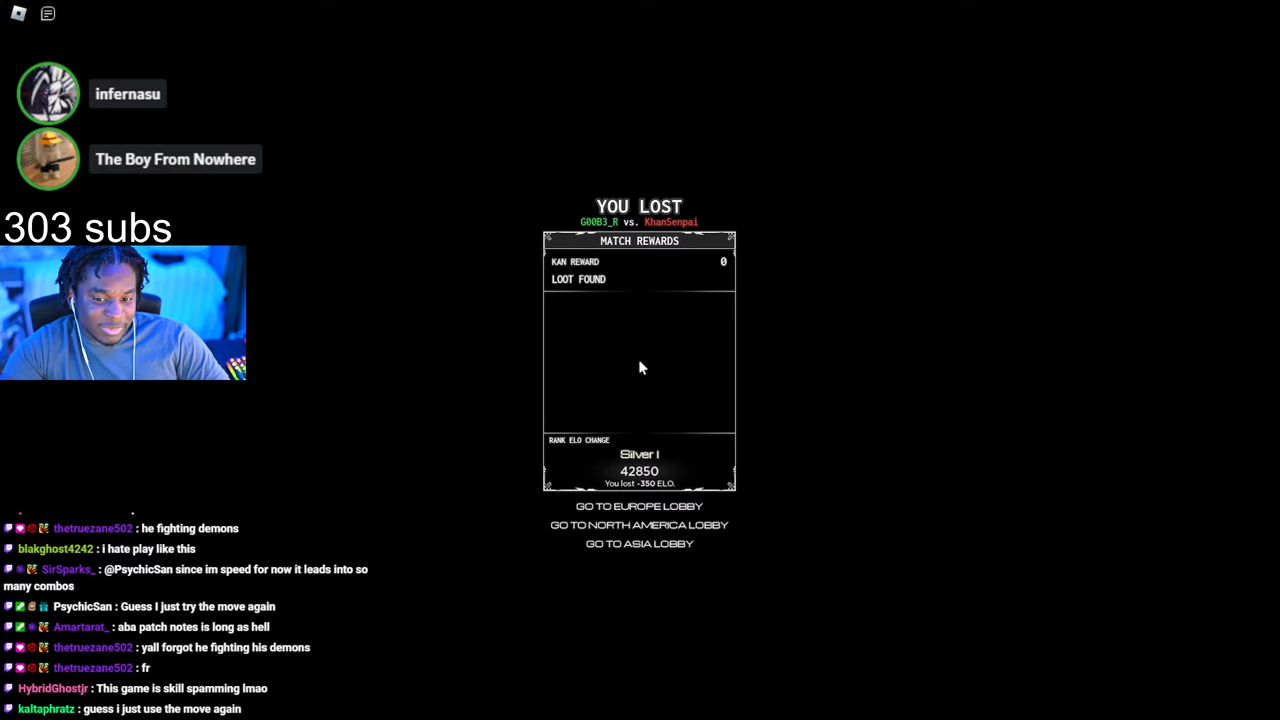 infernasu
The Boy From Nowhere
303 subs
YOU LOST
G00B3_R vs. KhanSenpai
MATCH REWARDS
KAN REWARD 0
LOOT FOUND
RANK ELO CHANGE
Silver I
42850
You lost -350 ELO.
GO TO EUROPE LOBBY
GO TO NORTH AMERICA LOBBY
GO TO ASIA LOBBY
thetruezane502 : he fighting demons
blakghost4242 : i hate play like this
SirSparks_ : @PsychicSan since im speed for now it leads into so
many combos
PsychicSan : Guess I just try the move again
Amartarat_ : aba patch notes is long as hell
thetruezane502 : yall forgot he fighting his demons
thetruezane502 : fr
HybridGhostjr : This game is skill spamming lmao
kaltaphratz : guess i just use the move again